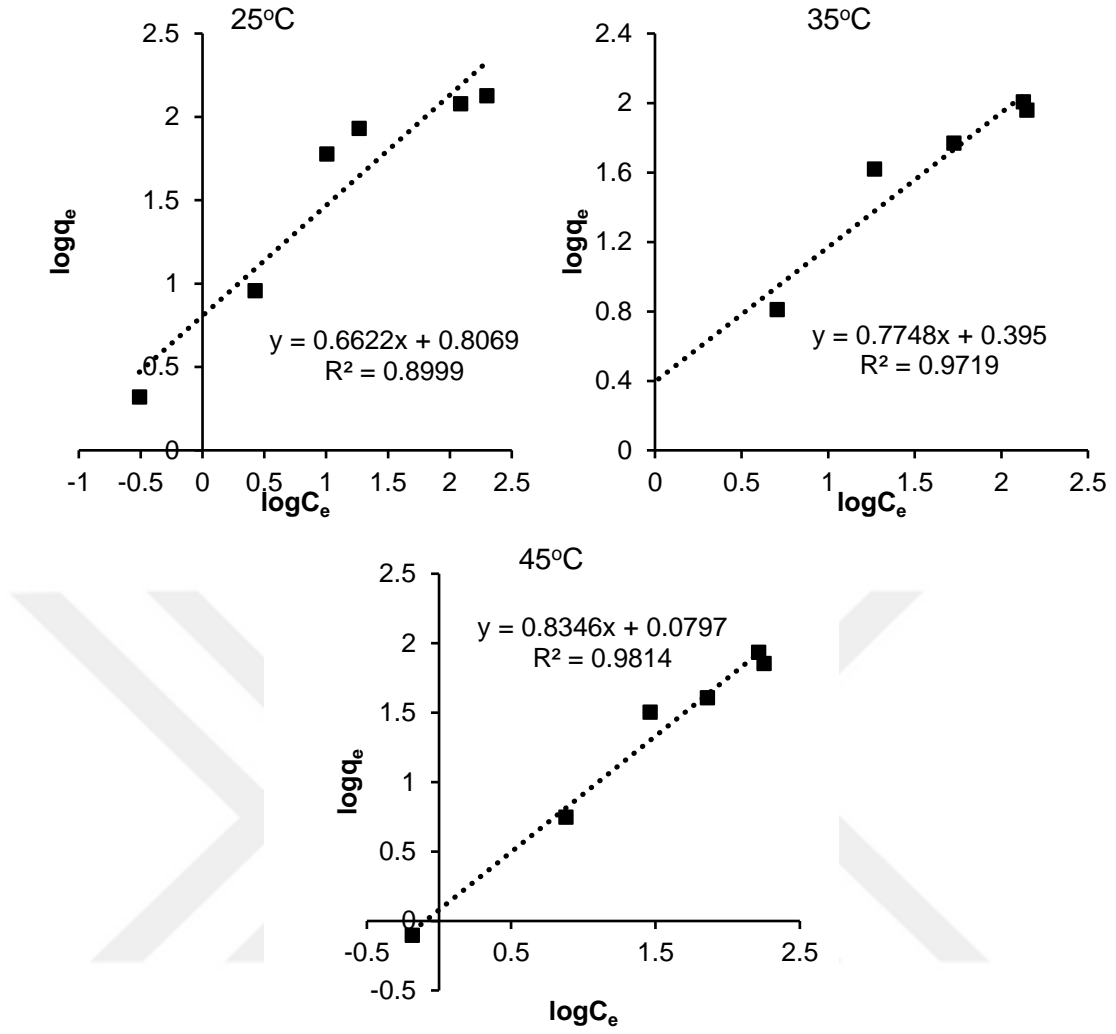 25°C
2.5
2
1.5
1
0.5
0
-1 -0.5 0 0.5 1 1.5 2 2.5
logqₑ
logCₑ
y = 0.6622x + 0.8069
R² = 0.8999
35°C
2.4
2
1.6
1.2
0.8
0.4
0
0 0.5 1 1.5 2 2.5
logqₑ
logCₑ
y = 0.7748x + 0.395
R² = 0.9719
45°C
2.5
2
1.5
1
0.5
0
-0.5
-0.5 0.5 1.5 2.5
logqₑ
logCₑ
y = 0.8346x + 0.0797
R² = 0.9814